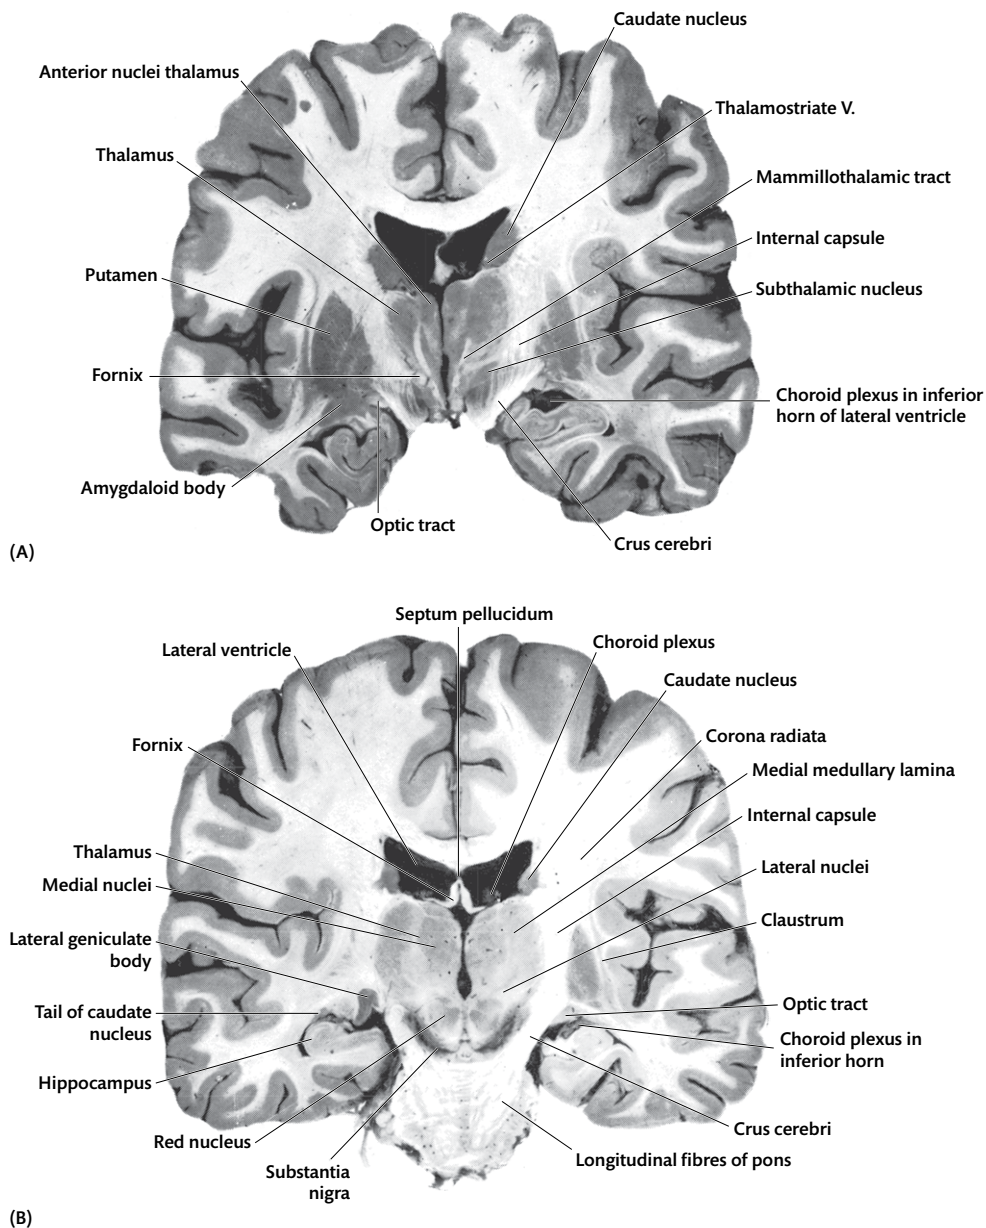 Caudate nucleus
Anterior nuclei thalamus
Thalamostriate V.
Thalamus
Mammillothalamic tract
Internal capsule
Putamen
Subthalamic nucleus
Fornix
Choroid plexus in inferior
horn of lateral ventricle
Amygdaloid body
Optic tract
Crus cerebri
(A)
Septum pellucidum
Lateral ventricle
Choroid plexus
Caudate nucleus
Fornix
Corona radiata
Medial medullary lamina
Internal capsule
Thalamus
Lateral nuclei
Medial nuclei
Claustrum
Lateral geniculate
body
Optic tract
Tail of caudate
nucleus
Choroid plexus in
inferior horn
Hippocampus
Crus cerebri
Red nucleus
Longitudinal fibres of pons
Substantia
nigra
(B)